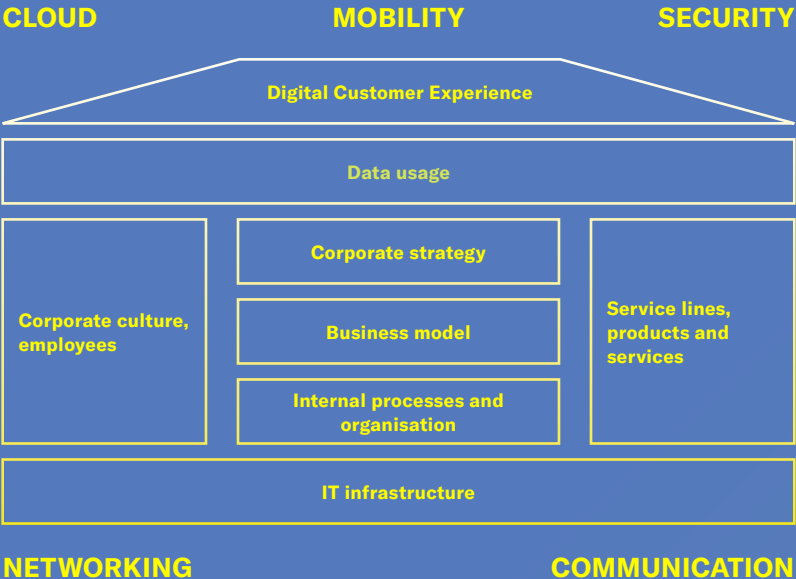 CLOUD MOBILITY SECURITY
Digital Customer Experience
Data usage
Corporate culture,
employees
Corporate strategy
Business model
Internal processes and
organisation
Service lines,
products and
services
IT infrastructure
NETWORKING COMMUNICATION